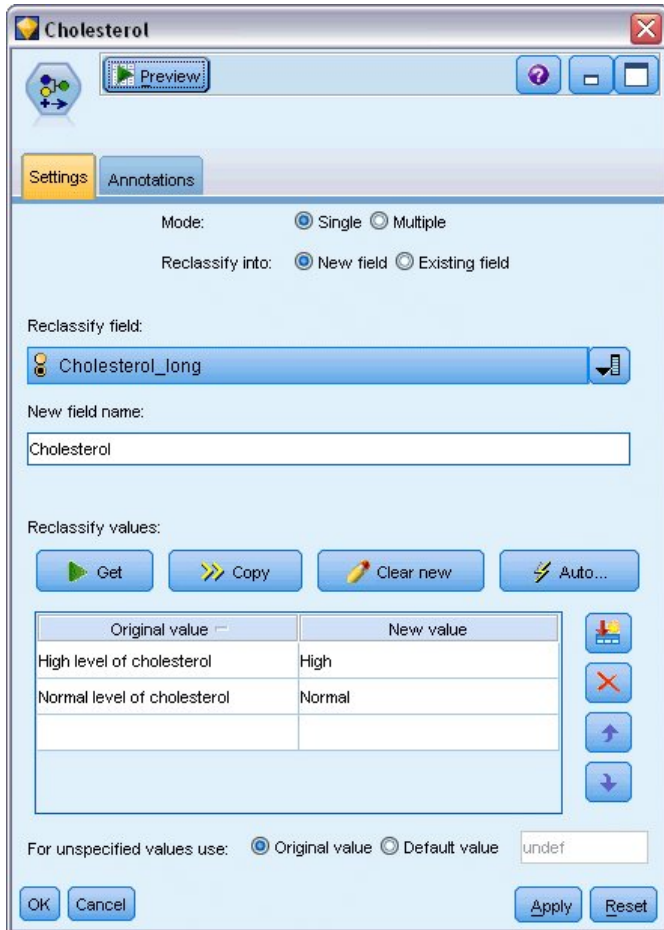 Cholesterol
Preview
Settings Annotations
Mode: Single Multiple
Reclassify into: New field Existing field
Reclassify field:
Cholesterol_long
New field name:
Cholesterol
Reclassify values:
Get Copy Clear new Auto...
Original value New value
High level of cholesterol High
Normal level of cholesterol Normal
For unspecified values use: Original value Default value undef
OK Cancel Apply Reset